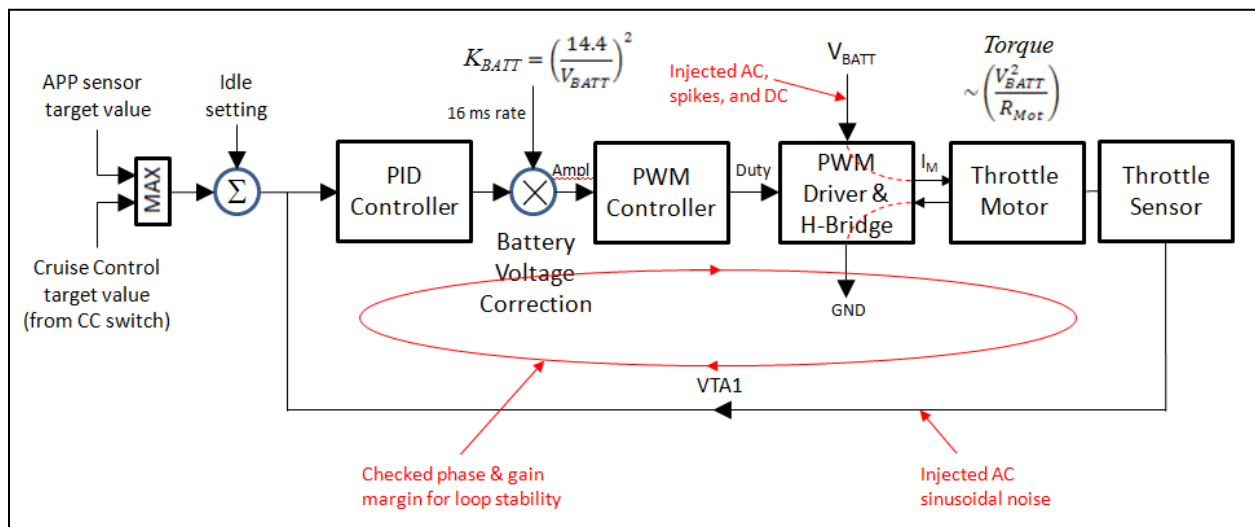 K_BATT = (14.4 / V_BATT)^2
16 ms rate
APP sensor
target value
Idle
setting
Injected AC,
spikes, and DC
V_BATT
Torque
~ (V_BATT^2 / R_Mot)
MAX
Σ
PID
Controller
×
Ampl
PWM
Controller
Duty
PWM
Driver &
H-Bridge
I_M
Throttle
Motor
Throttle
Sensor
Battery
Voltage
Correction
Cruise Control
target value
(from CC switch)
GND
VTA1
Checked phase & gain
margin for loop stability
Injected AC
sinusoidal noise